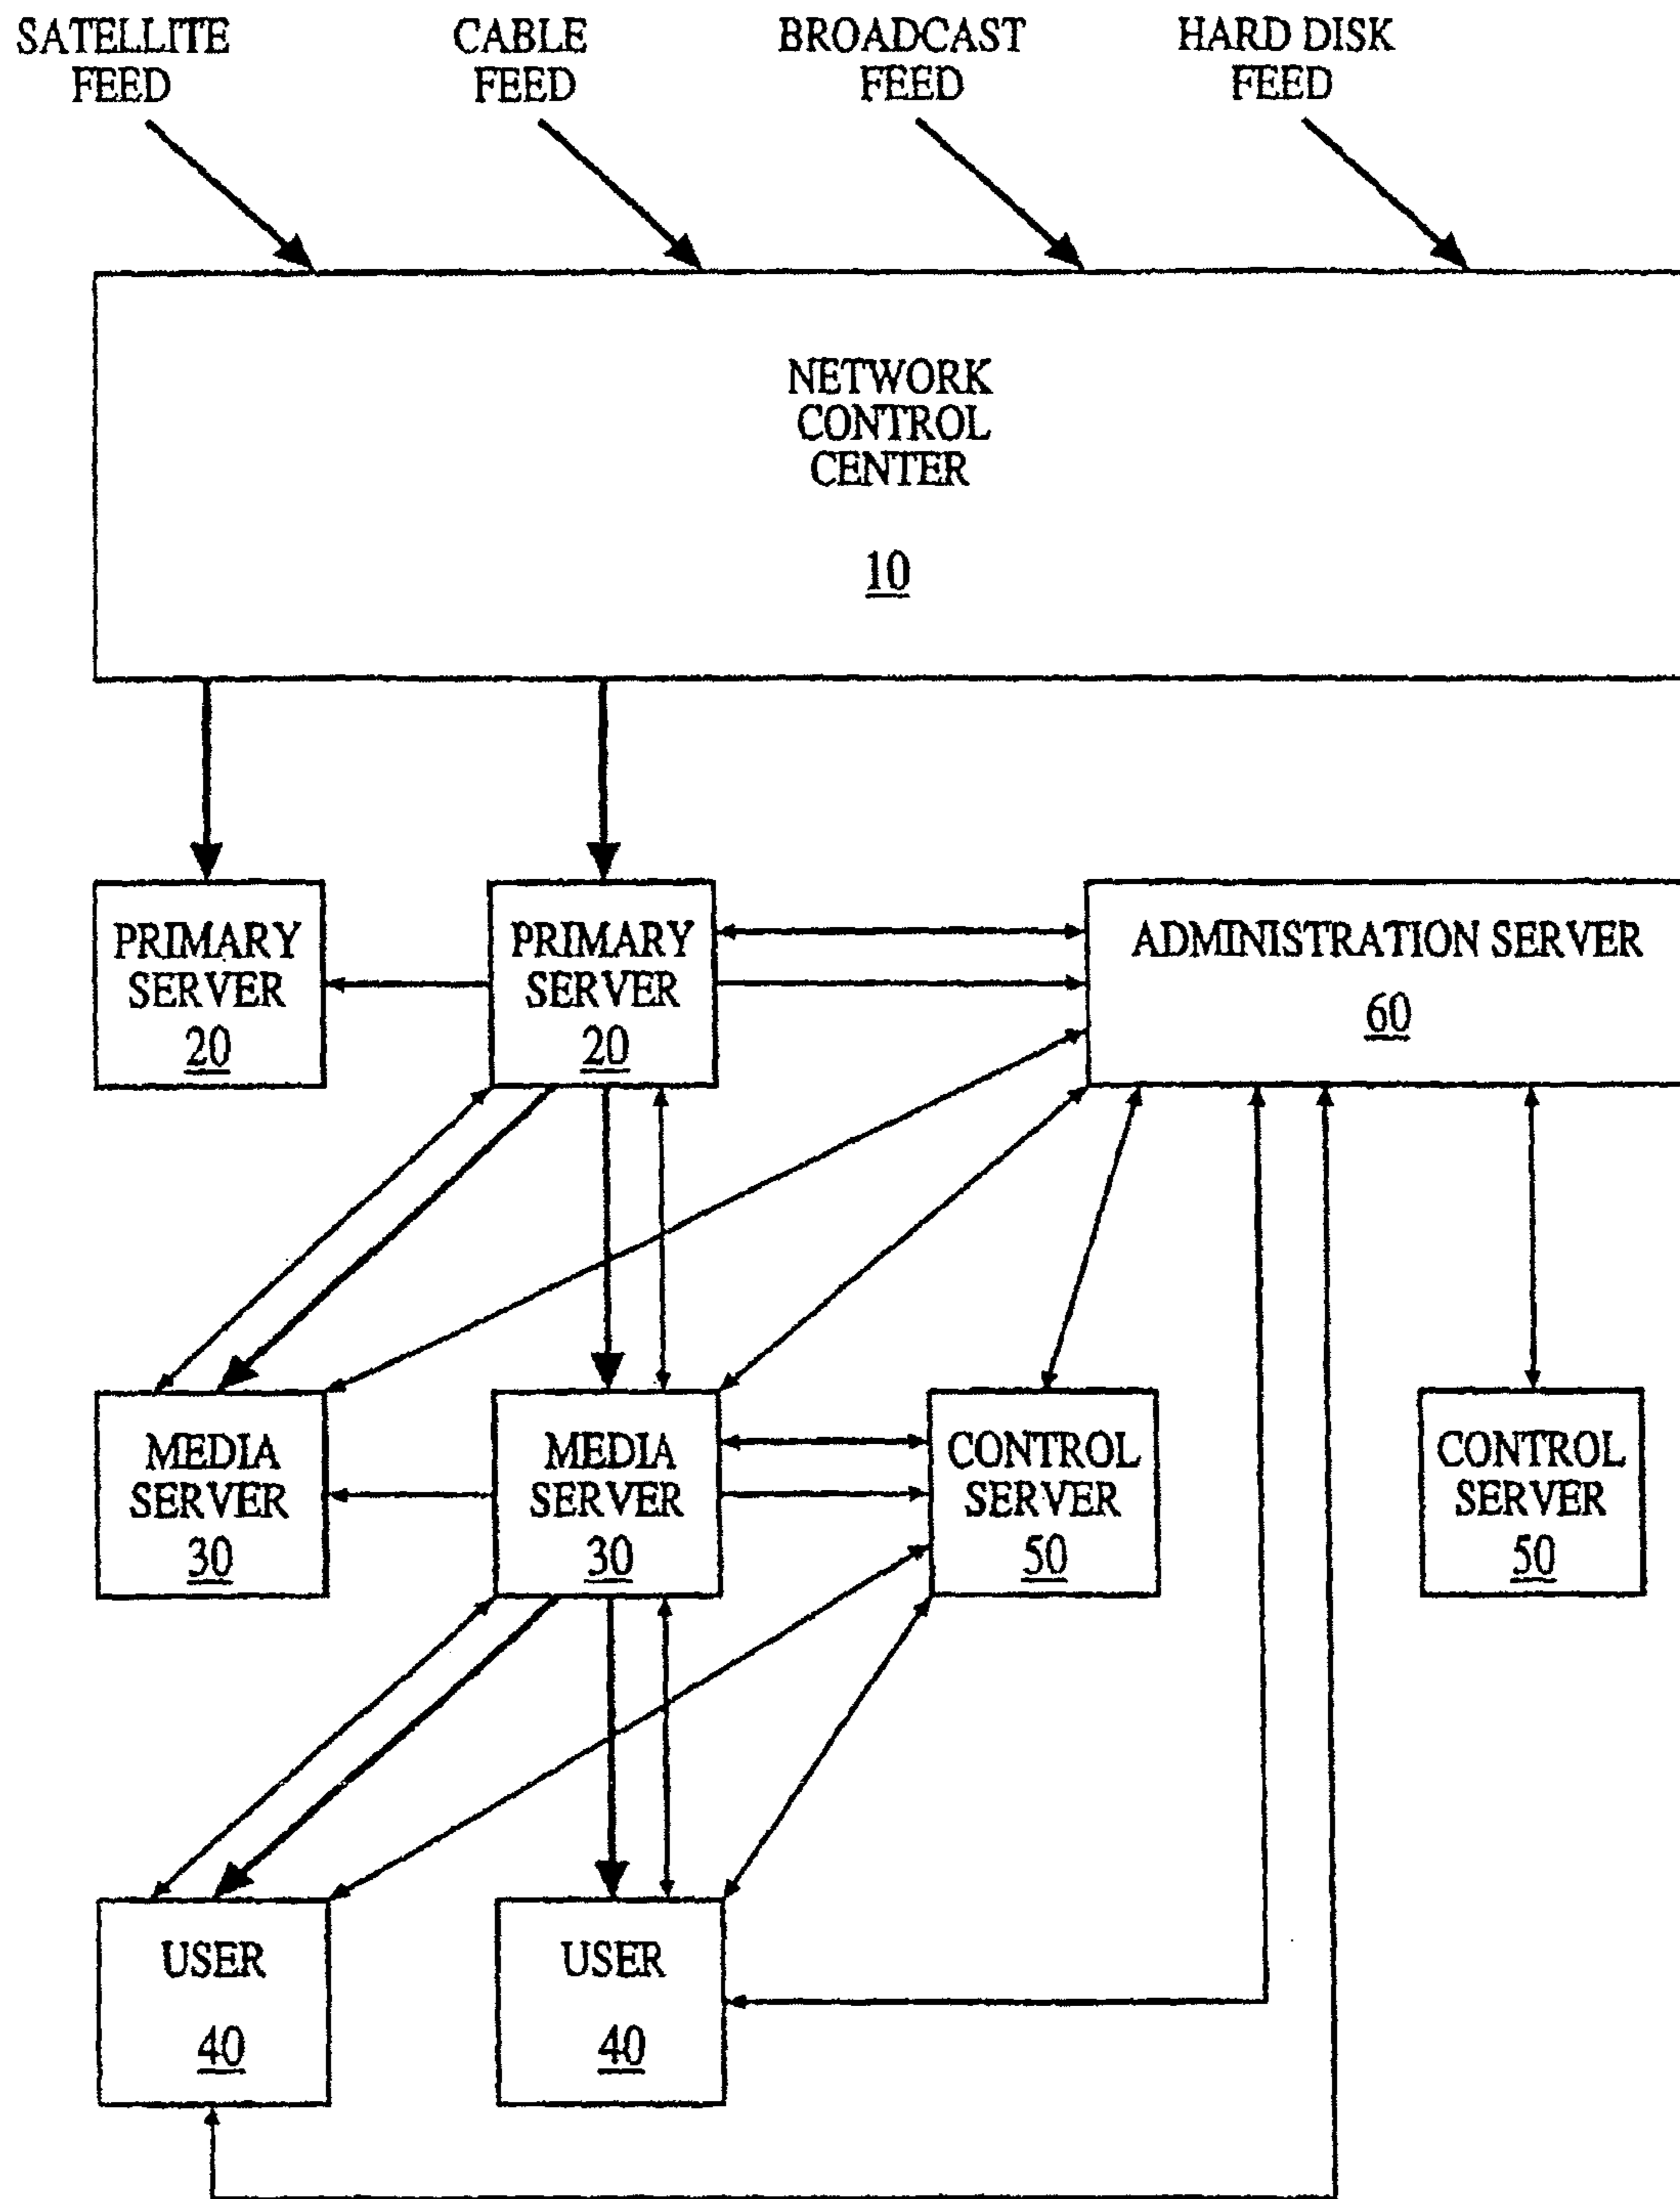 SATELLITE
FEED
CABLE
FEED
BROADCAST
FEED
HARD DISK
FEED
NETWORK
CONTROL
CENTER
10
PRIMARY
SERVER
20
PRIMARY
SERVER
20
ADMINISTRATION SERVER
60
MEDIA
SERVER
30
MEDIA
SERVER
30
CONTROL
SERVER
50
CONTROL
SERVER
50
USER
40
USER
40